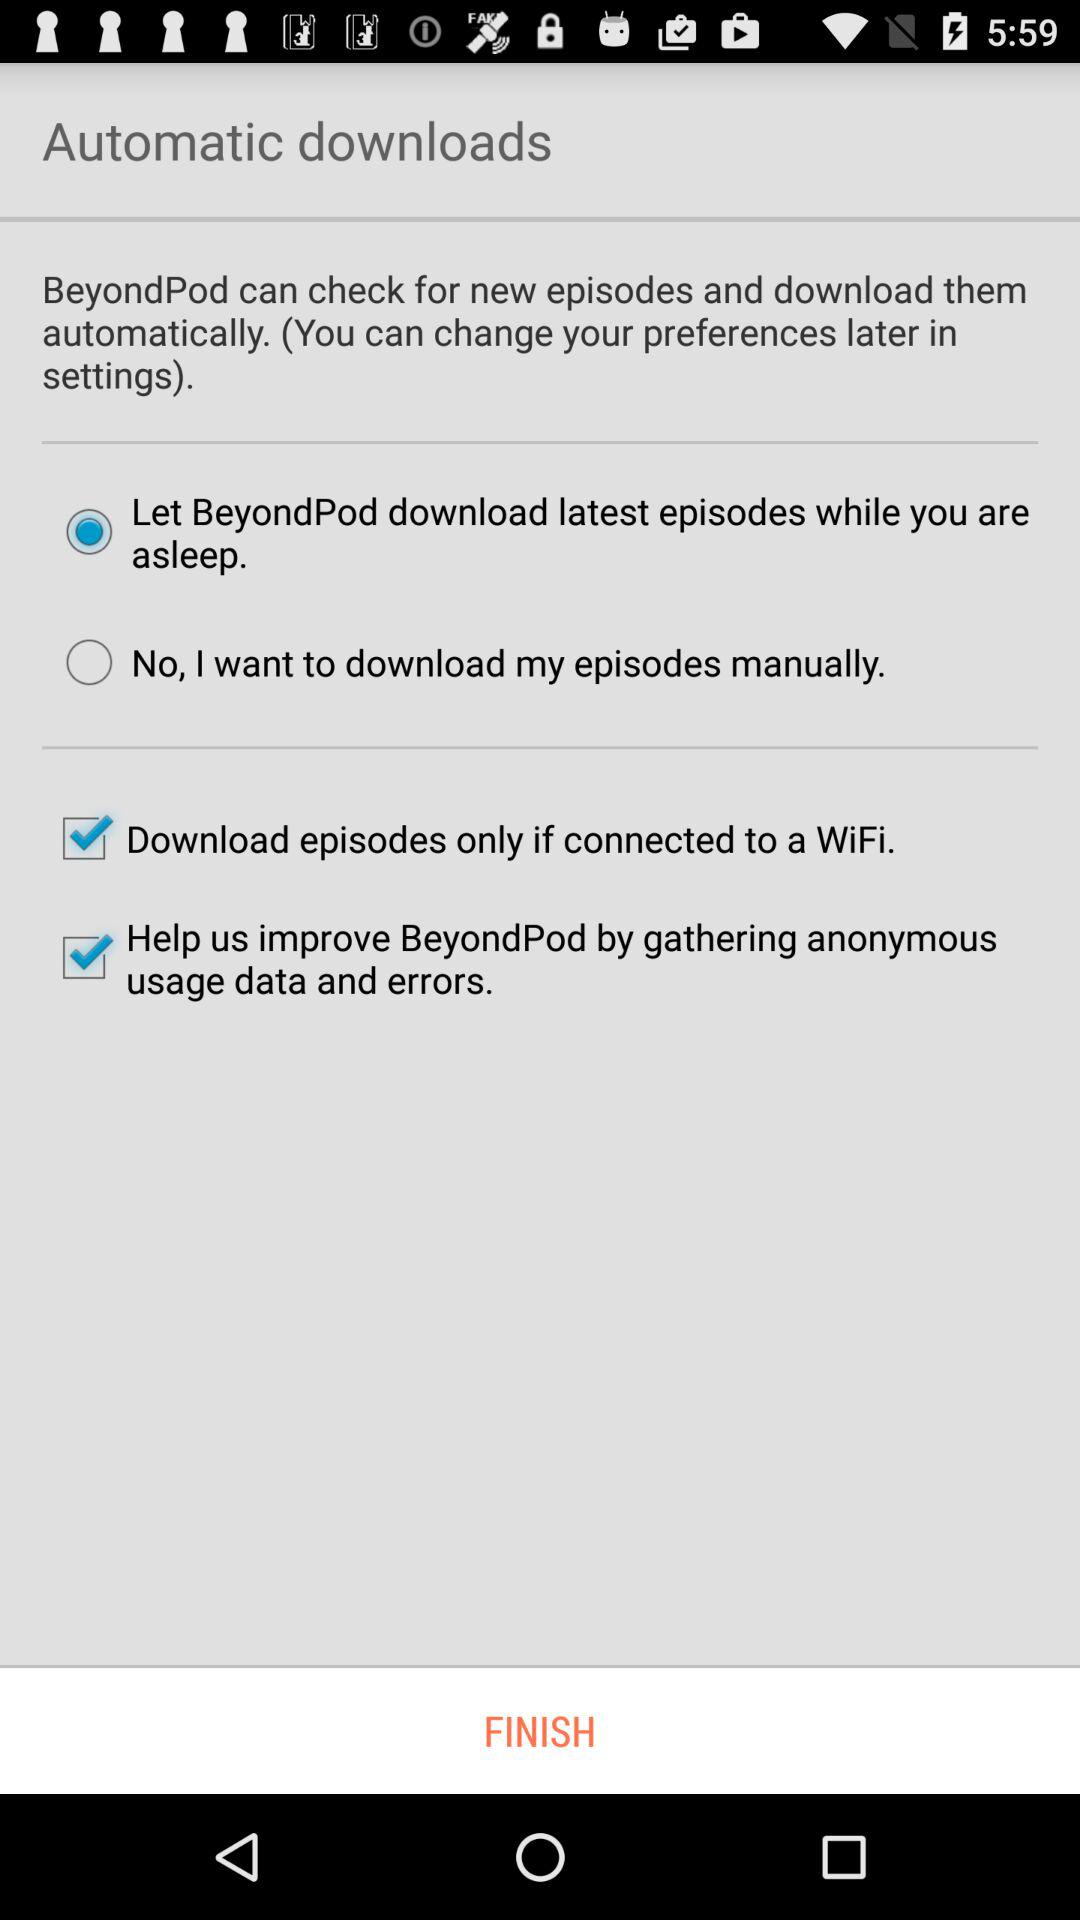 FAKE
5:59
Automatic downloads
BeyondPod can check for new episodes and download them
automatically. (You can change your preferences later in
settings).
Let BeyondPod download latest episodes while you are
asleep.
No, I want to download my episodes manually.
Download episodes only if connected to a WiFi.
Help us improve BeyondPod by gathering anonymous
usage data and errors.
FINISH